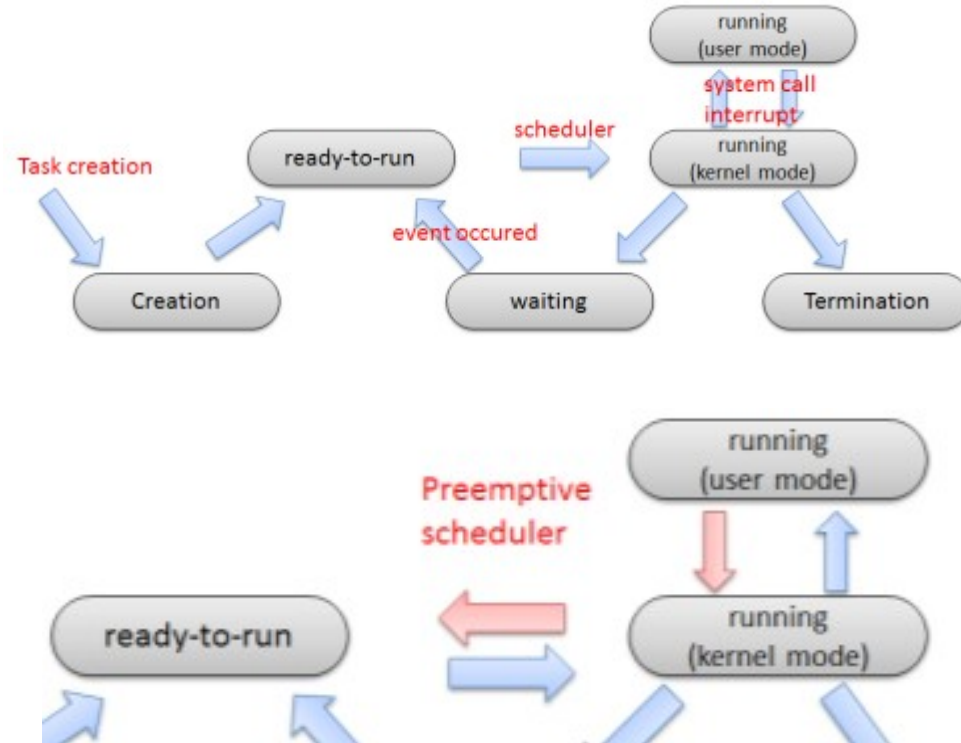 running
(user mode)
system call
interrupt
scheduler
ready-to-run
running
(kernel mode)
Task creation
event occured
Creation
waiting
Termination
running
(user mode)
Preemptive
scheduler
ready-to-run
running
(kernel mode)